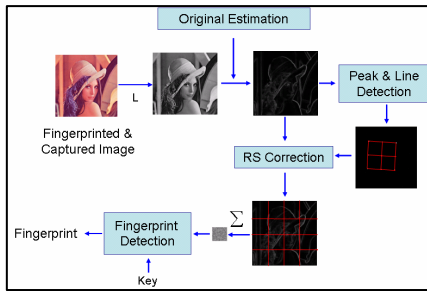 Original Estimation
L
Peak & Line
Detection
Fingerprinted &
Captured Image
RS Correction
Fingerprint
Detection
∑
Fingerprint
Key